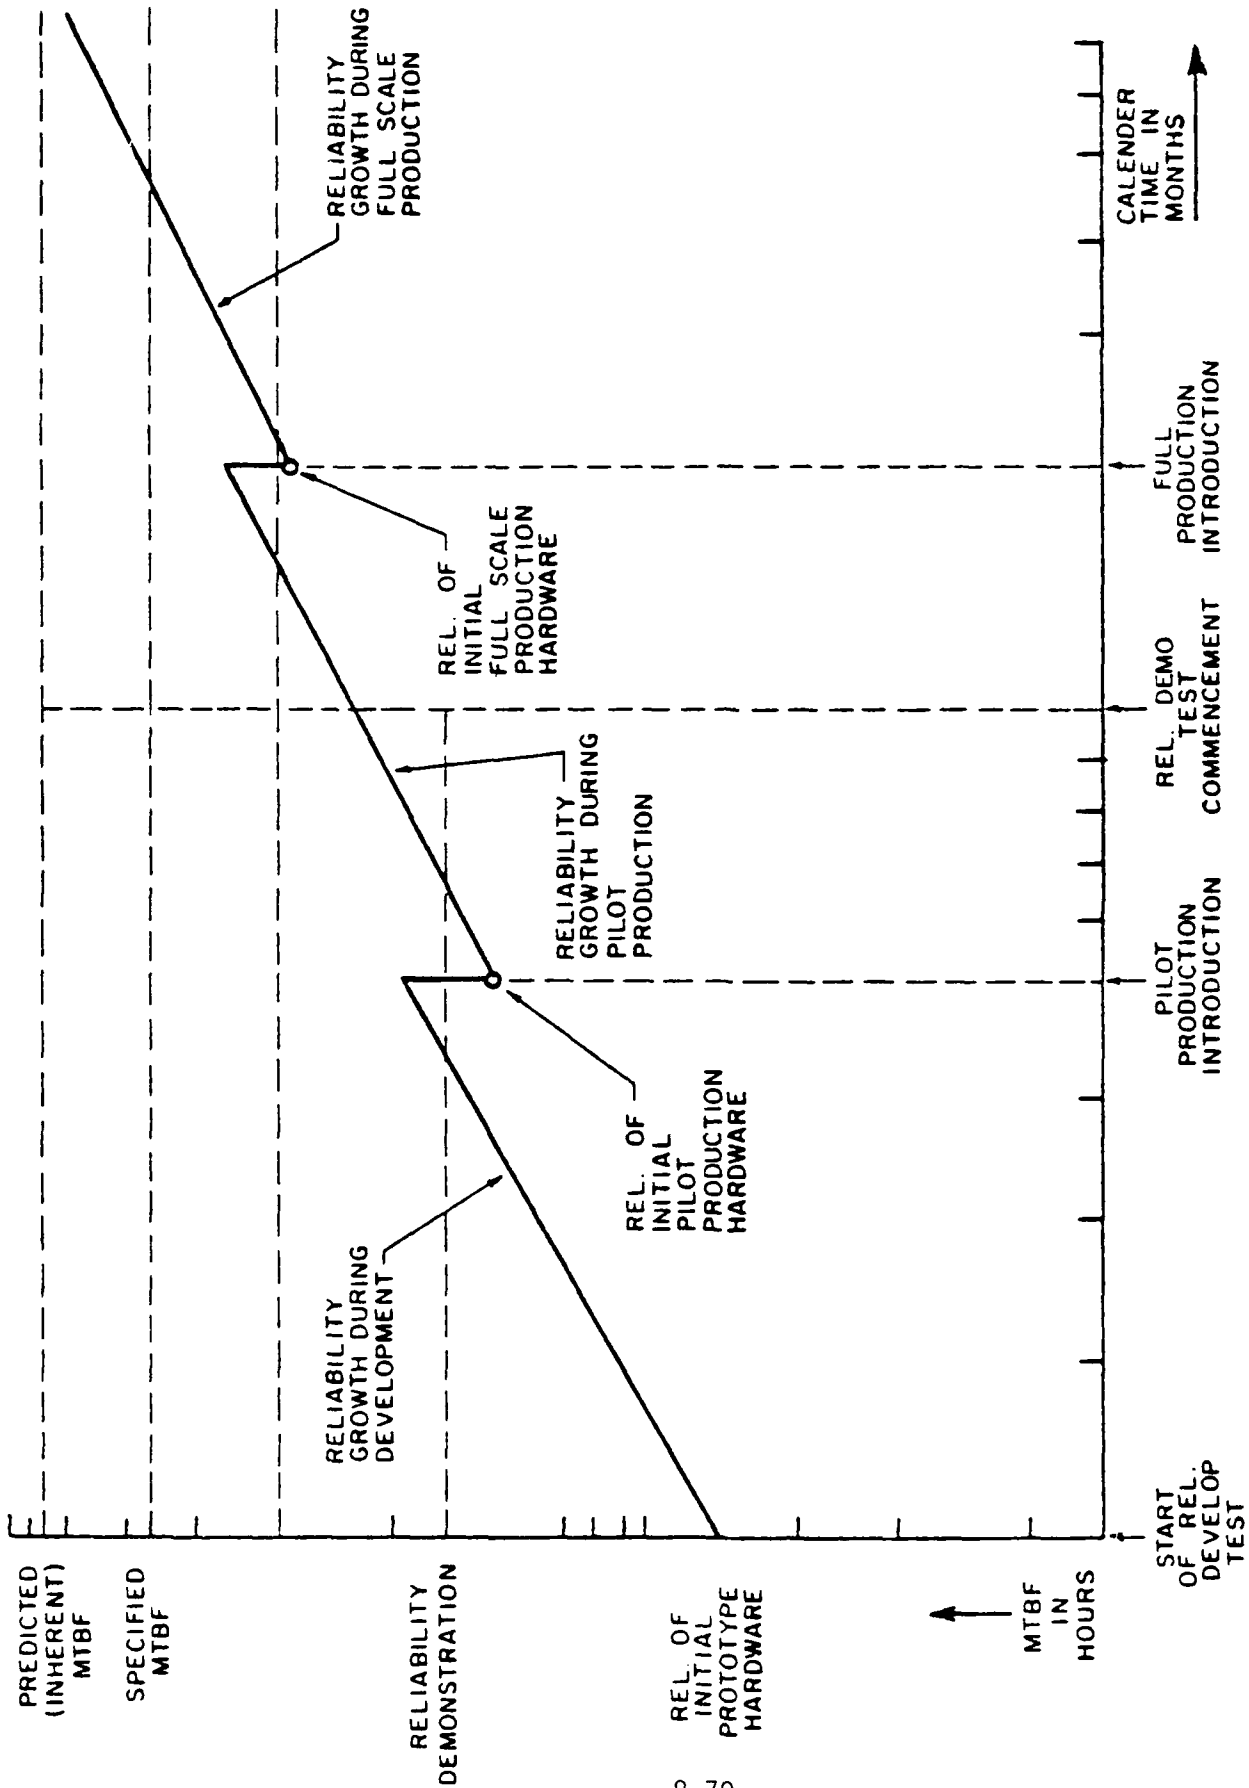 PREDICTED
(INHERENT)
MTBF
SPECIFIED
MTBF
RELIABILITY
DEMONSTRATION
REL. OF
INITIAL
PROTOTYPE
HARDWARE
MTBF
IN
HOURS
RELIABILITY
GROWTH DURING
DEVELOPMENT
REL. OF
INITIAL
PILOT
PRODUCTION
HARDWARE
RELIABILITY
GROWTH DURING
PILOT
PRODUCTION
REL. OF
INITIAL
FULL SCALE
PRODUCTION
HARDWARE
RELIABILITY
GROWTH DURING
FULL SCALE
PRODUCTION
START
OF REL.
DEVELOP
TEST
PILOT
PRODUCTION
INTRODUCTION
REL. DEMO
TEST
COMMENCEMENT
FULL
PRODUCTION
INTRODUCTION
CALENDER
TIME IN
MONTHS